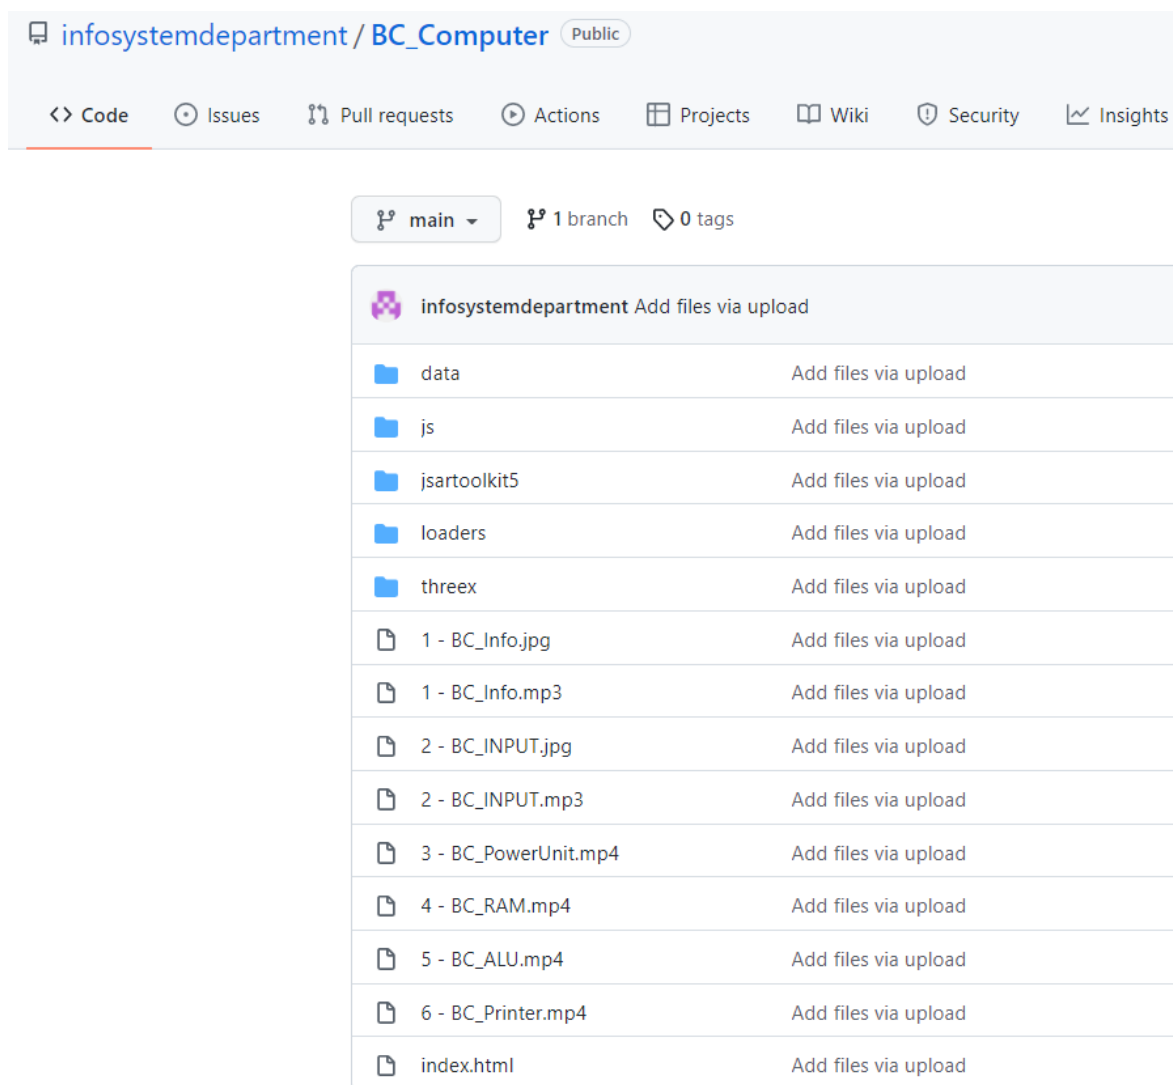 infosystemdepartment / BC_Computer Public
Code Issues Pull requests Actions Projects Wiki Security Insights
main 1 branch 0 tags
infosystemdepartment Add files via upload
data Add files via upload
js Add files via upload
jsartoolkit5 Add files via upload
loaders Add files via upload
threex Add files via upload
1 - BC_Info.jpg Add files via upload
1 - BC_Info.mp3 Add files via upload
2 - BC_INPUT.jpg Add files via upload
2 - BC_INPUT.mp3 Add files via upload
3 - BC_PowerUnit.mp4 Add files via upload
4 - BC_RAM.mp4 Add files via upload
5 - BC_ALU.mp4 Add files via upload
6 - BC_Printer.mp4 Add files via upload
index.html Add files via upload